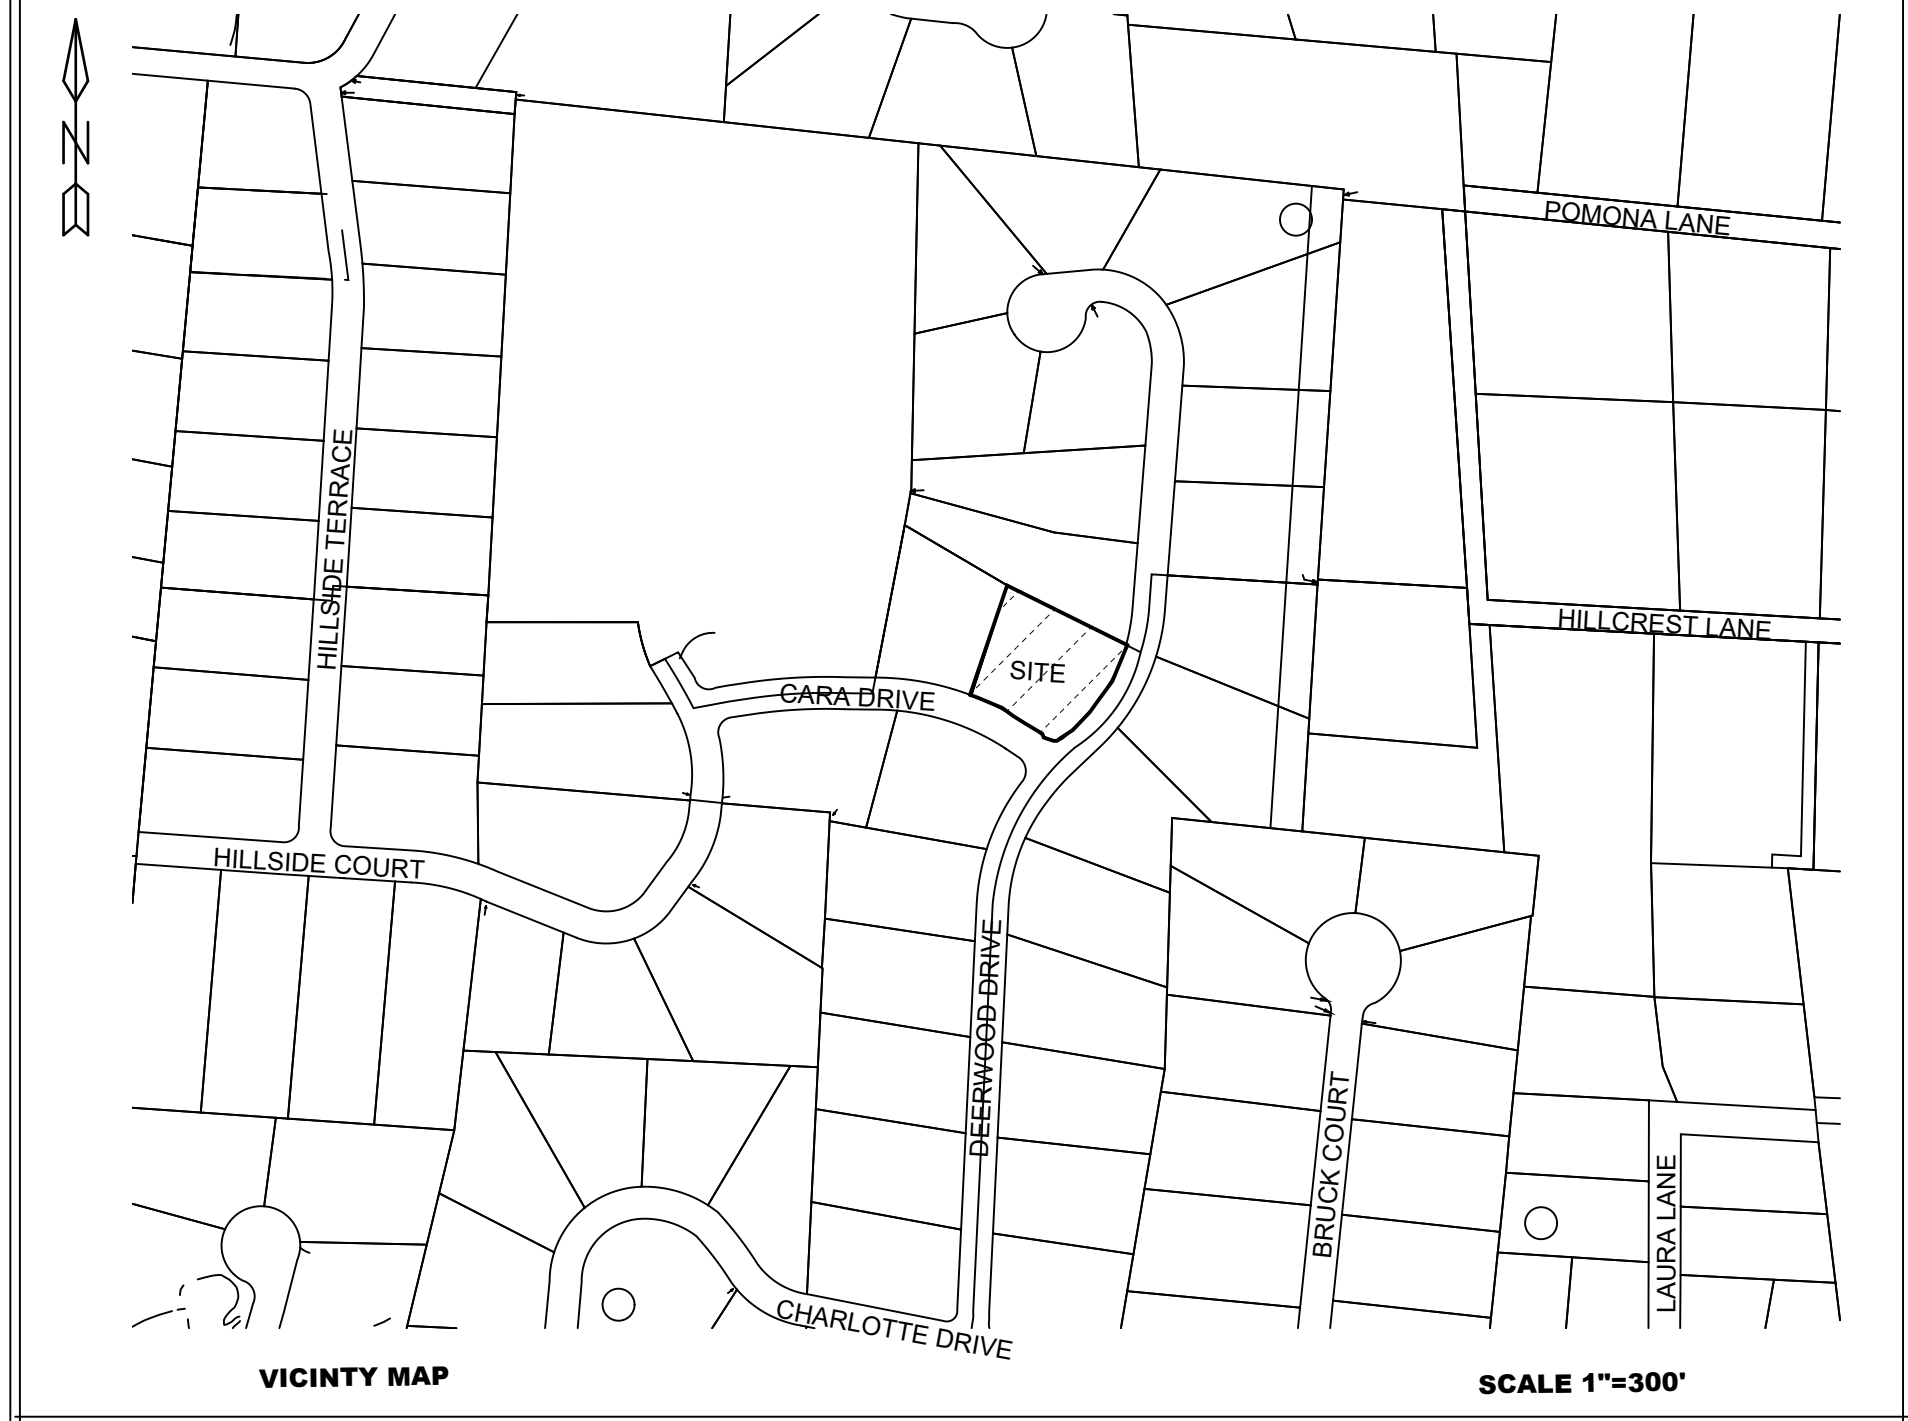 N
POMONA LANE
HILLSIDE TERRACE
HILLCREST LANE
SITE
CARA DRIVE
HILLSIDE COURT
DEERWOOD DRIVE
BRUCK COURT
LAURA LANE
CHARLOTTE DRIVE
VICINTY MAP
SCALE 1"=300'